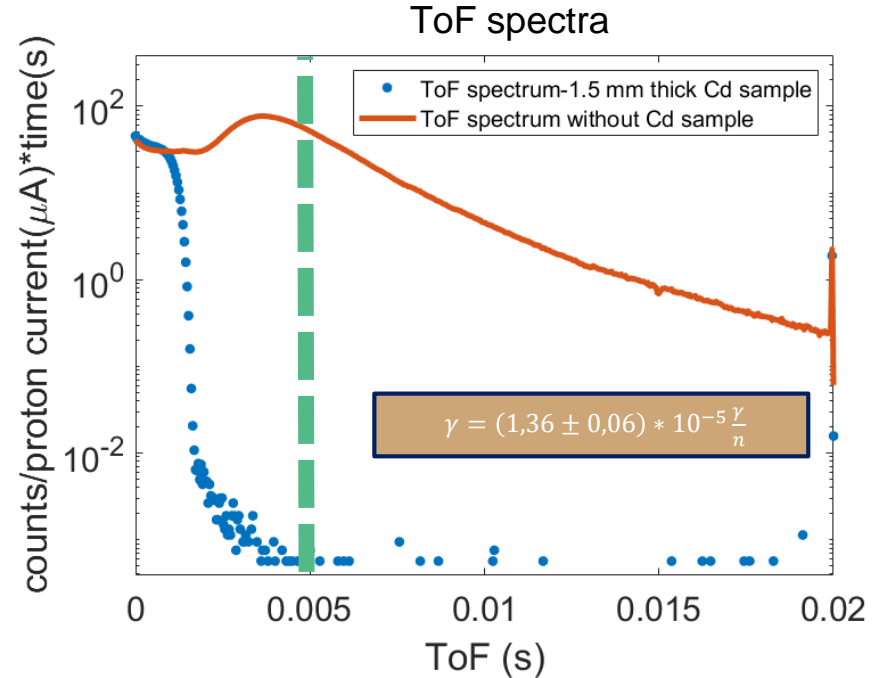 ToF spectra
counts/proton current(μA)*time(s)
10²
10⁰
10⁻²
ToF spectrum-1.5 mm thick Cd sample
ToF spectrum without Cd sample
γ = (1,36 ± 0,06) * 10⁻⁵ γ/n
0
0.005
0.01
0.015
0.02
ToF (s)